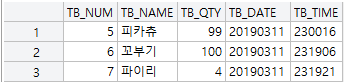 TB_NUM TB_NAME TB_QTY TB_DATE TB_TIME
1 5 피카츄 99 20190311 230016
2 6 꼬부기 100 20190311 231906
3 7 파이리 4 20190311 231921